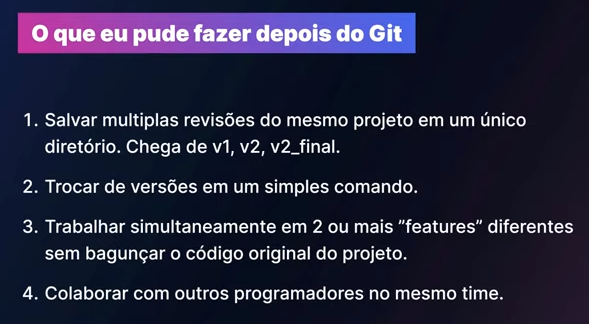 O que eu pude fazer depois do Git
1. Salvar multiplas revisões do mesmo projeto em um único
diretório. Chega de v1, v2, v2_final.
2. Trocar de versões em um simples comando.
3. Trabalhar simultaneamente em 2 ou mais ”features” diferentes
sem bagunçar o código original do projeto.
4. Colaborar com outros programadores no mesmo time.